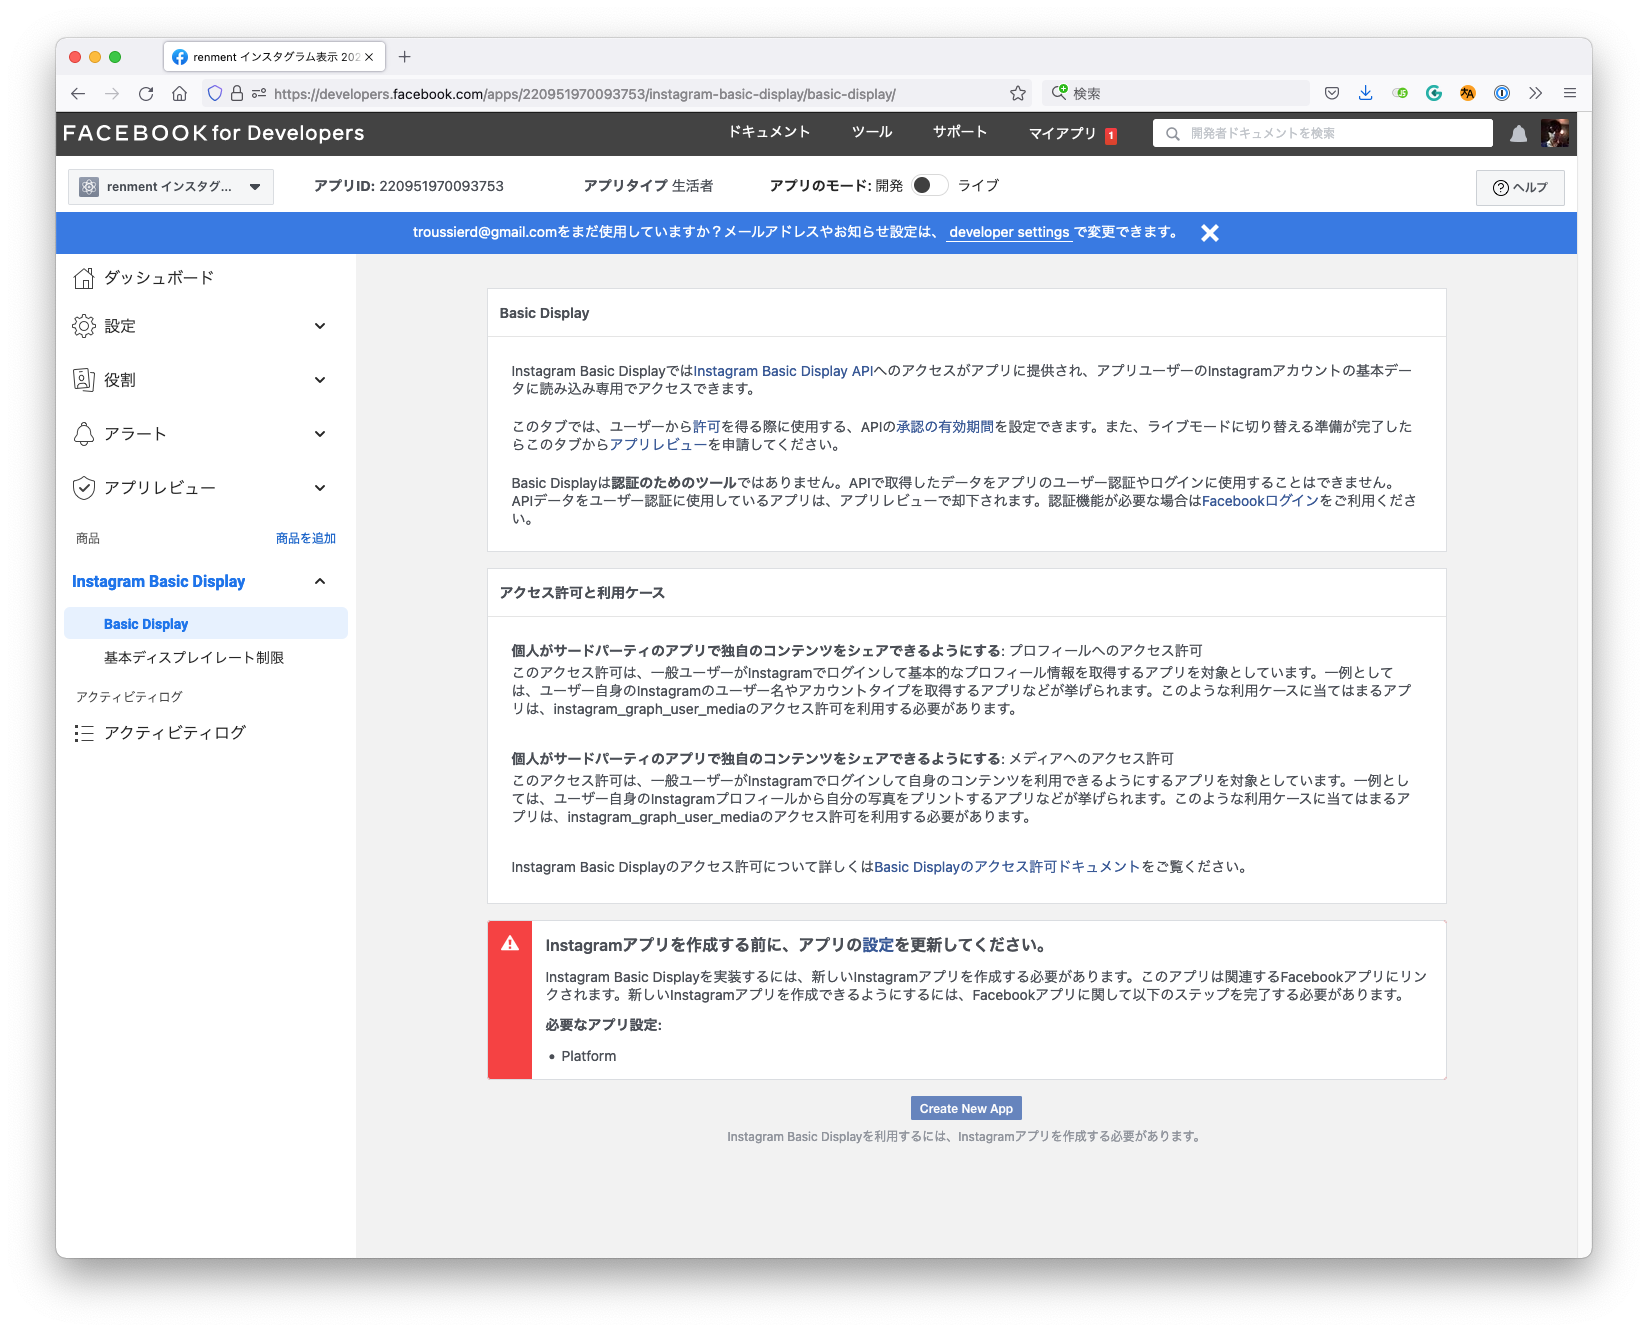 renment インスタグラム表示 202
https://developers.facebook.com/apps/220951970093753/instagram-basic-display/basic-display/
検索
FACEBOOK for Developers
ドキュメント
ツール
サポート
マイアプリ 1
開発者ドキュメントを検索
renment インスタグ...
アプリID: 220951970093753
アプリタイプ 生活者
アプリのモード: 開発
ライブ
ヘルプ
troussierd@gmail.comをまだ使用していますか？メールアドレスやお知らせ設定は、 developer settings で変更できます。
ダッシュボード
設定
役割
アラート
アプリレビュー
商品
商品を追加
Instagram Basic Display
Basic Display
基本ディスプレイレート制限
アクティビティログ
アクティビティログ
Basic Display
Instagram Basic DisplayではInstagram Basic Display APIへのアクセスがアプリに提供され、アプリユーザーのInstagramアカウントの基本デー
タに読み込み専用でアクセスできます。
このタブでは、ユーザーから許可を得る際に使用する、APIの承認の有効期間を設定できます。また、ライブモードに切り替える準備が完了した
らこのタブからアプリレビューを申請してください。
Basic Displayは認証のためのツールではありません。APIで取得したデータをアプリのユーザー認証やログインに使用することはできません。
APIデータをユーザー認証に使用しているアプリは、アプリレビューで却下されます。認証機能が必要な場合はFacebookログインをご利用くださ
い。
アクセス許可と利用ケース
個人がサードパーティのアプリで独自のコンテンツをシェアできるようにする: プロフィールへのアクセス許可
このアクセス許可は、一般ユーザーがInstagramでログインして基本的なプロフィール情報を取得するアプリを対象としています。一例として
は、ユーザー自身のInstagramのユーザー名やアカウントタイプを取得するアプリなどが挙げられます。このような利用ケースに当てはまるアプ
リは、instagram_graph_user_mediaのアクセス許可を利用する必要があります。
個人がサードパーティのアプリで独自のコンテンツをシェアできるようにする: メディアへのアクセス許可
このアクセス許可は、一般ユーザーがInstagramでログインして自身のコンテンツを利用できるようにするアプリを対象としています。一例とし
ては、ユーザー自身のInstagramプロフィールから自分の写真をプリントするアプリなどが挙げられます。このような利用ケースに当てはまるア
プリは、instagram_graph_user_mediaのアクセス許可を利用する必要があります。
Instagram Basic Displayのアクセス許可について詳しくはBasic Displayのアクセス許可ドキュメントをご覧ください。
Instagramアプリを作成する前に、アプリの設定を更新してください。
Instagram Basic Displayを実装するには、新しいInstagramアプリを作成する必要があります。このアプリは関連するFacebookアプリにリン
クされます。新しいInstagramアプリを作成できるようにするには、Facebookアプリに関して以下のステップを完了する必要があります。
必要なアプリ設定:
• Platform
Create New App
Instagram Basic Displayを利用するには、Instagramアプリを作成する必要があります。